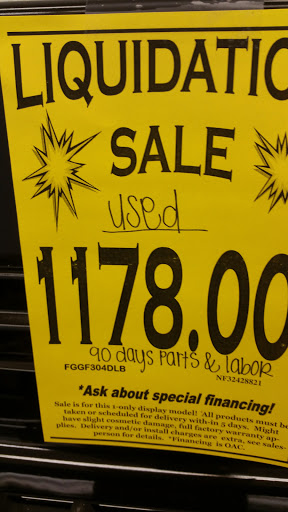 LIQUIDATIO
SALE
used
1178.00
90 days Parts & labor
FGGF304DLB
NF32428821
*Ask about special financing!
Sale is for this 1-only display model! All products must be
taken or scheduled for delivery with-in 5 days. Might
have slight cosmetic damage, full factory warranty ap-
plies. Delivery and/or install charges are extra, see sales-
person for details. *Financing is OAC.